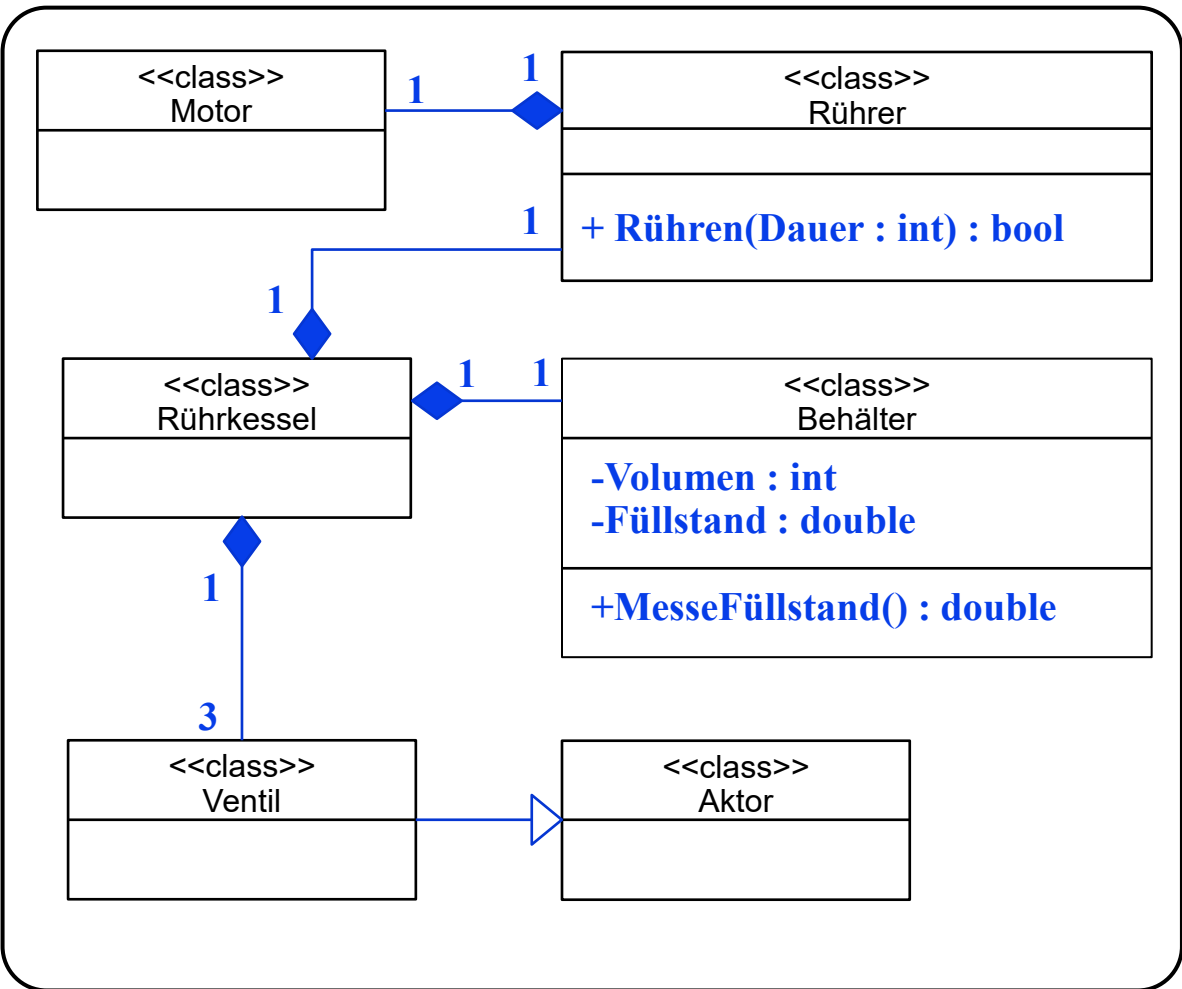 <<class>>
Motor
1
1
<<class>>
Rührer
+ Rühren(Dauer : int) : bool
1
1
<<class>>
Rührkessel
1
1
<<class>>
Behälter
-Volumen : int
-Füllstand : double
+MesseFüllstand() : double
1
3
<<class>>
Ventil
<<class>>
Aktor